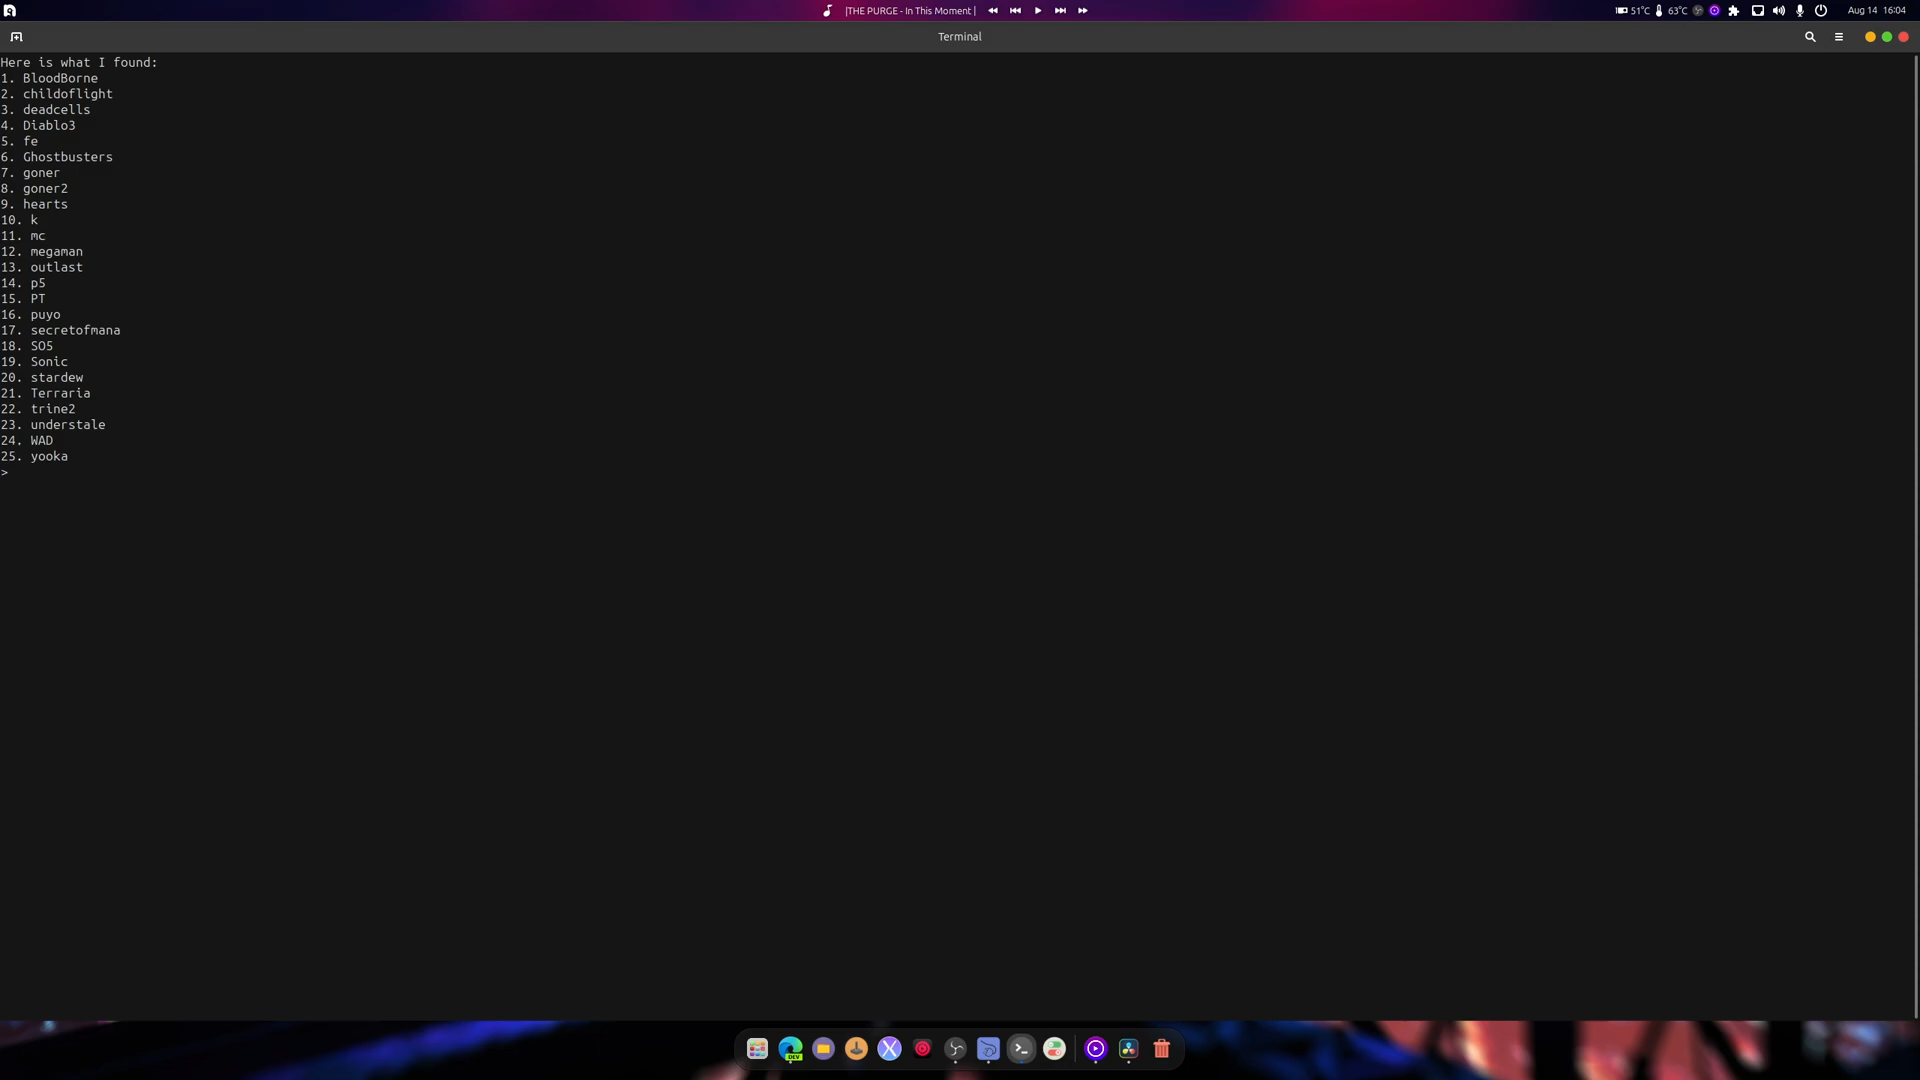 |THE PURGE - In This Moment |
51°C
63°C
Aug 14 16:04
Terminal
Here is what I found:
1. BloodBorne
2. childoflight
3. deadcells
4. Diablo3
5. fe
6. Ghostbusters
7. goner
8. goner2
9. hearts
10. k
11. mc
12. megaman
13. outlast
14. p5
15. PT
16. puyo
17. secretofmana
18. SO5
19. Sonic
20. stardew
21. Terraria
22. trine2
23. understale
24. WAD
25. yooka
>
DEV